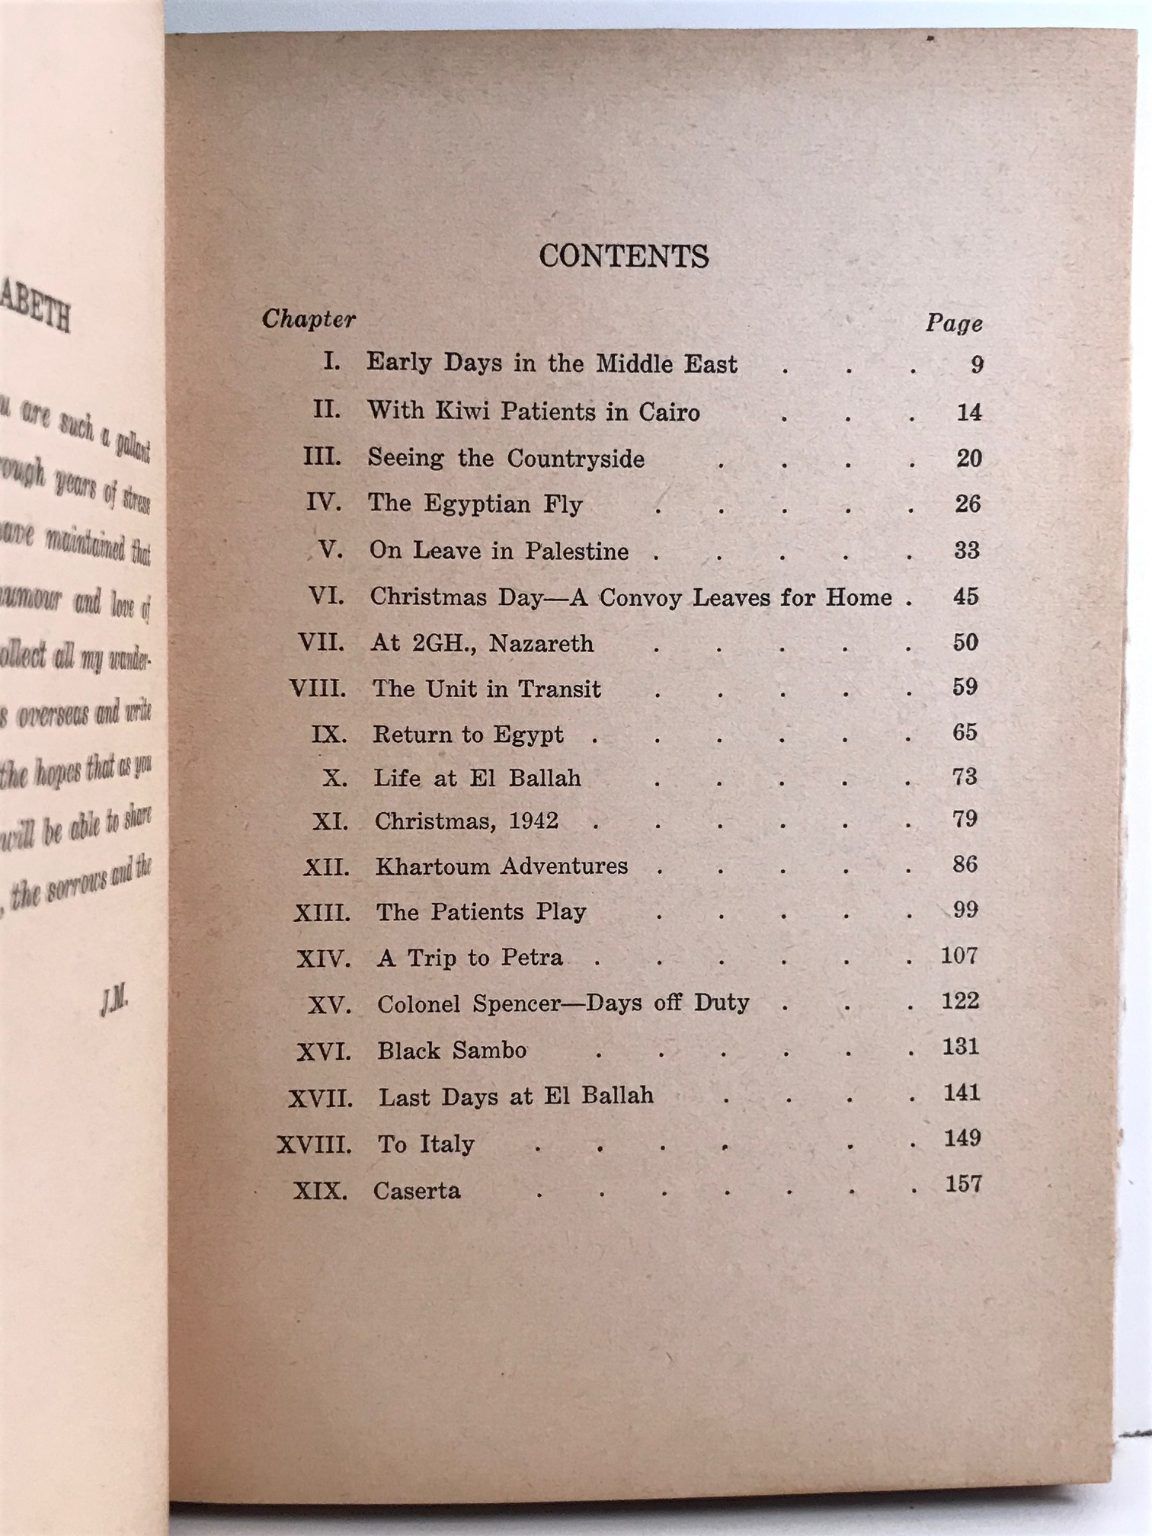 ABETH
are such a gallant
years of stress
maintained that
and love of
all my wander-
overseas and write
the hopes that as you
will be able to share
, the sorrows and the
J.M.
CONTENTS
Chapter Page
I. Early Days in the Middle East . . . 9
II. With Kiwi Patients in Cairo . . . 14
III. Seeing the Countryside . . . . 20
IV. The Egyptian Fly . . . . . 26
V. On Leave in Palestine . . . . . 33
VI. Christmas Day—A Convoy Leaves for Home . 45
VII. At 2GH., Nazareth . . . . . 50
VIII. The Unit in Transit . . . . . 59
IX. Return to Egypt . . . . . . 65
X. Life at El Ballah . . . . . 73
XI. Christmas, 1942 . . . . . . 79
XII. Khartoum Adventures . . . . . 86
XIII. The Patients Play . . . . . 99
XIV. A Trip to Petra . . . . . . 107
XV. Colonel Spencer—Days off Duty . . . 122
XVI. Black Sambo . . . . . . 131
XVII. Last Days at El Ballah . . . . 141
XVIII. To Italy . . . . . . 149
XIX. Caserta . . . . . . . 157